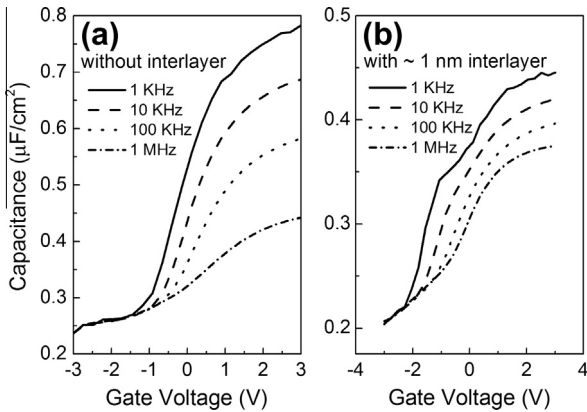 (a)
without interlayer
1 KHz
10 KHz
100 KHz
1 MHz
Capacitance (μF/cm²)
0.8
0.7
0.6
0.5
0.4
0.3
0.2
-3 -2 -1 0 1 2 3
Gate Voltage (V)
(b)
with ~ 1 nm interlayer
1 KHz
10 KHz
100 KHz
1 MHz
0.5
0.4
0.3
0.2
-4 -2 0 2 4
Gate Voltage (V)